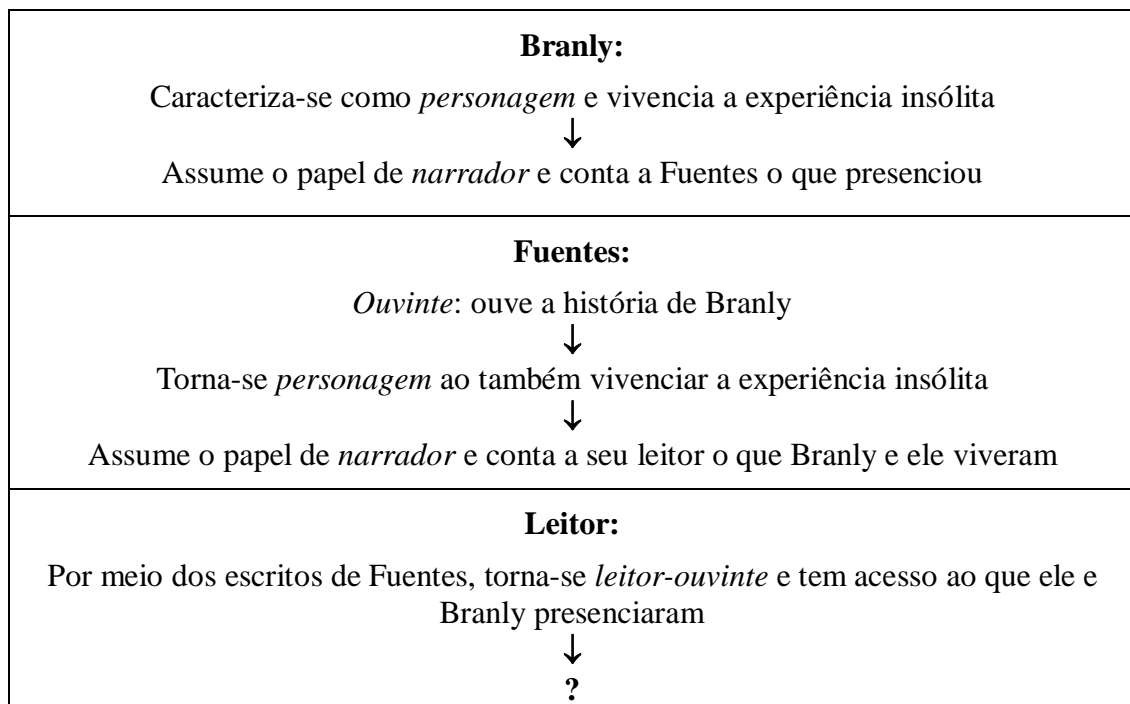 Branly:
Caracteriza-se como personagem e vivencia a experiência insólita
↓
Assume o papel de narrador e conta a Fuentes o que presenciou
Fuentes:
Ouvinte: ouve a história de Branly
↓
Torna-se personagem ao também vivenciar a experiência insólita
↓
Assume o papel de narrador e conta a seu leitor o que Branly e ele viveram
Leitor:
Por meio dos escritos de Fuentes, torna-se leitor-ouvinte e tem acesso ao que ele e
Branly presenciaram
↓
?